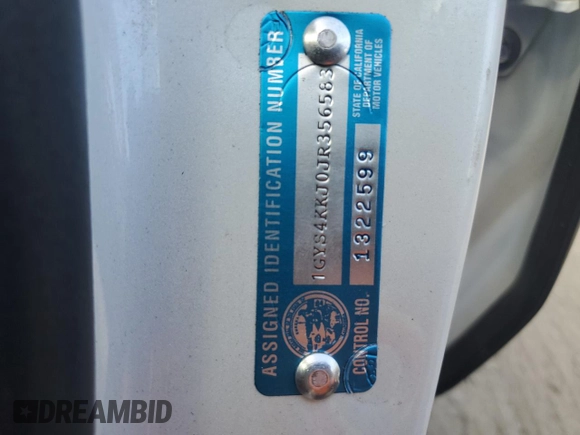 ASSIGNED IDENTIFICATION NUMBER
1GYS4KKJ0JR356583
STATE OF CALIFORNIA
DEPARTMENT OF
MOTOR VEHICLES
CONTROL NO.
1322599
DREAMBID